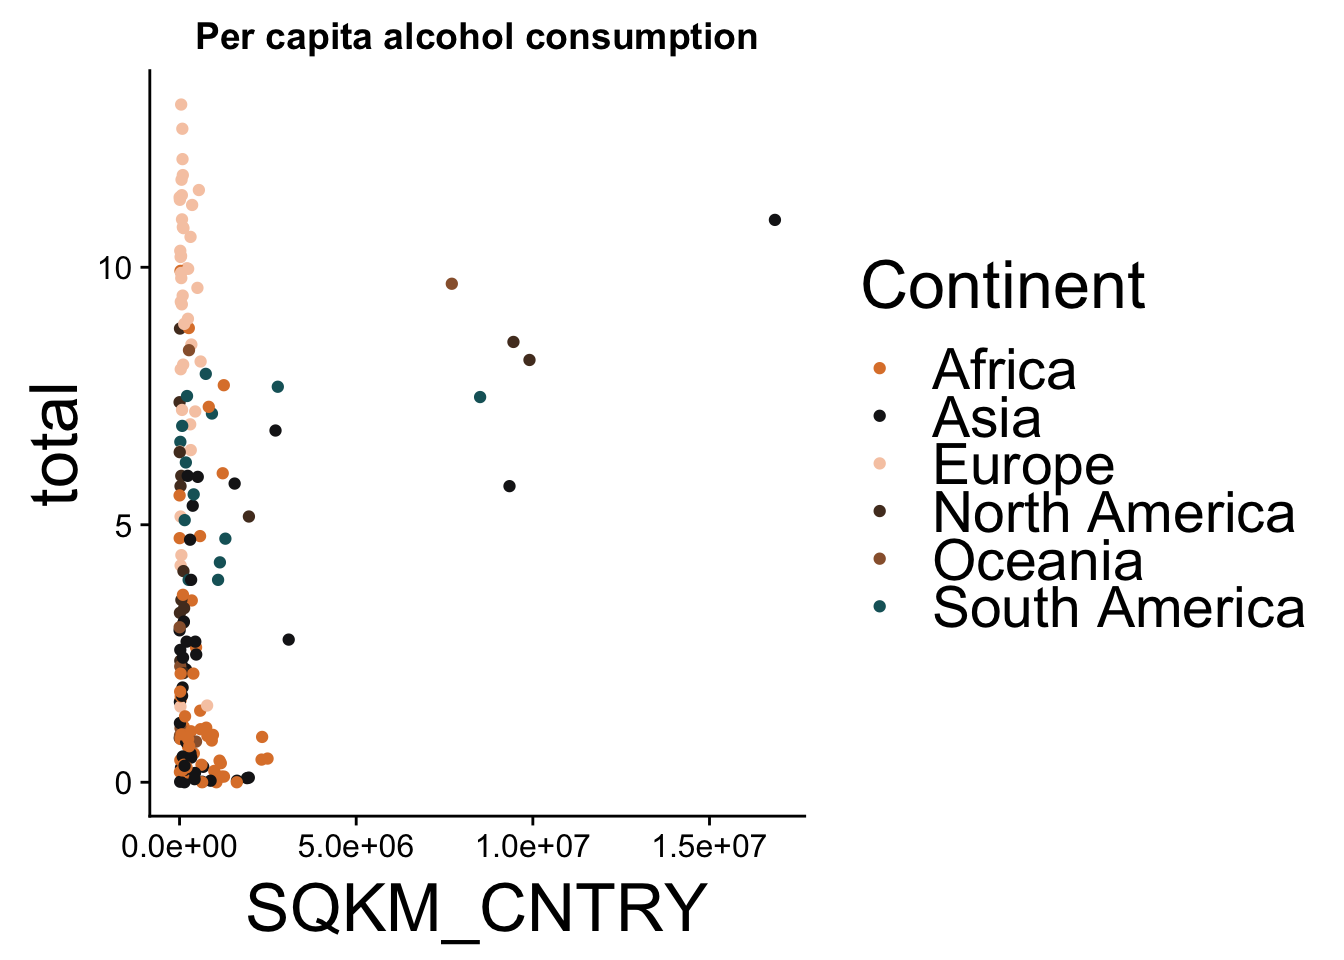 Per capita alcohol consumption
10
5
0
total
0.0e+00 5.0e+06 1.0e+07 1.5e+07
SQKM_CNTRY
Continent
Africa
Asia
Europe
North America
Oceania
South America